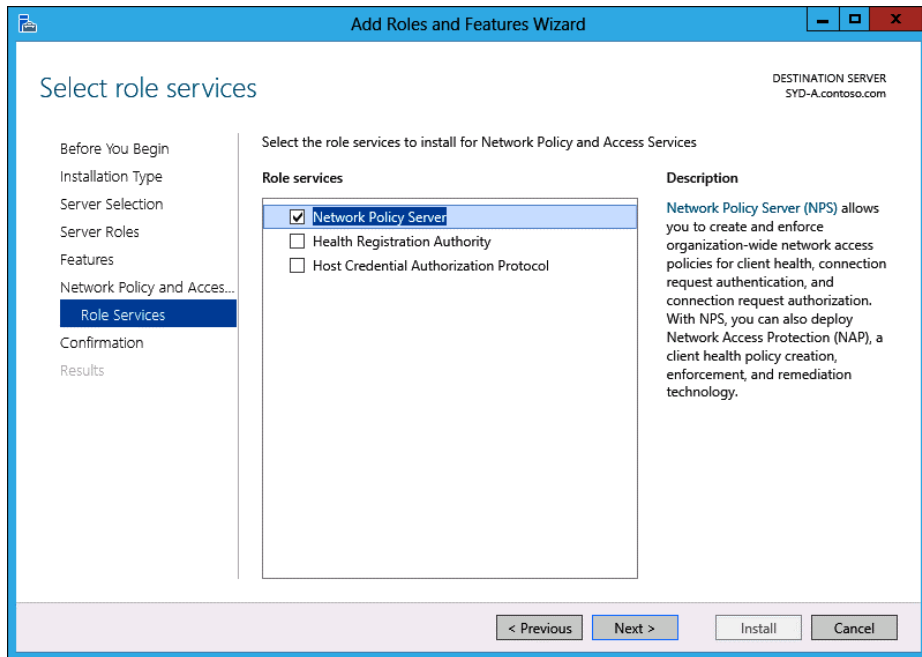 Add Roles and Features Wizard
Select role services
DESTINATION SERVER
SYD-A.contoso.com
Before You Begin
Installation Type
Server Selection
Server Roles
Features
Network Policy and Acces...
Role Services
Confirmation
Results
Select the role services to install for Network Policy and Access Services
Role services
Network Policy Server
Health Registration Authority
Host Credential Authorization Protocol
Description
Network Policy Server (NPS) allows
you to create and enforce
organization-wide network access
policies for client health, connection
request authentication, and
connection request authorization.
With NPS, you can also deploy
Network Access Protection (NAP), a
client health policy creation,
enforcement, and remediation
technology.
< Previous
Next >
Install
Cancel